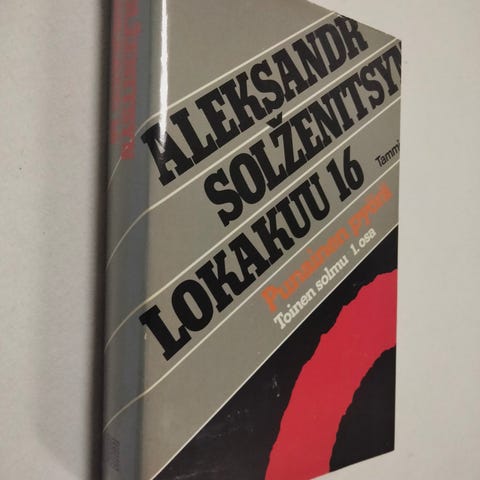 ALEKSANDR
SOLŽENITSYN
LOKAKUU 16
Tammi
Punainen pyörä
Toinen solmu 1. osa